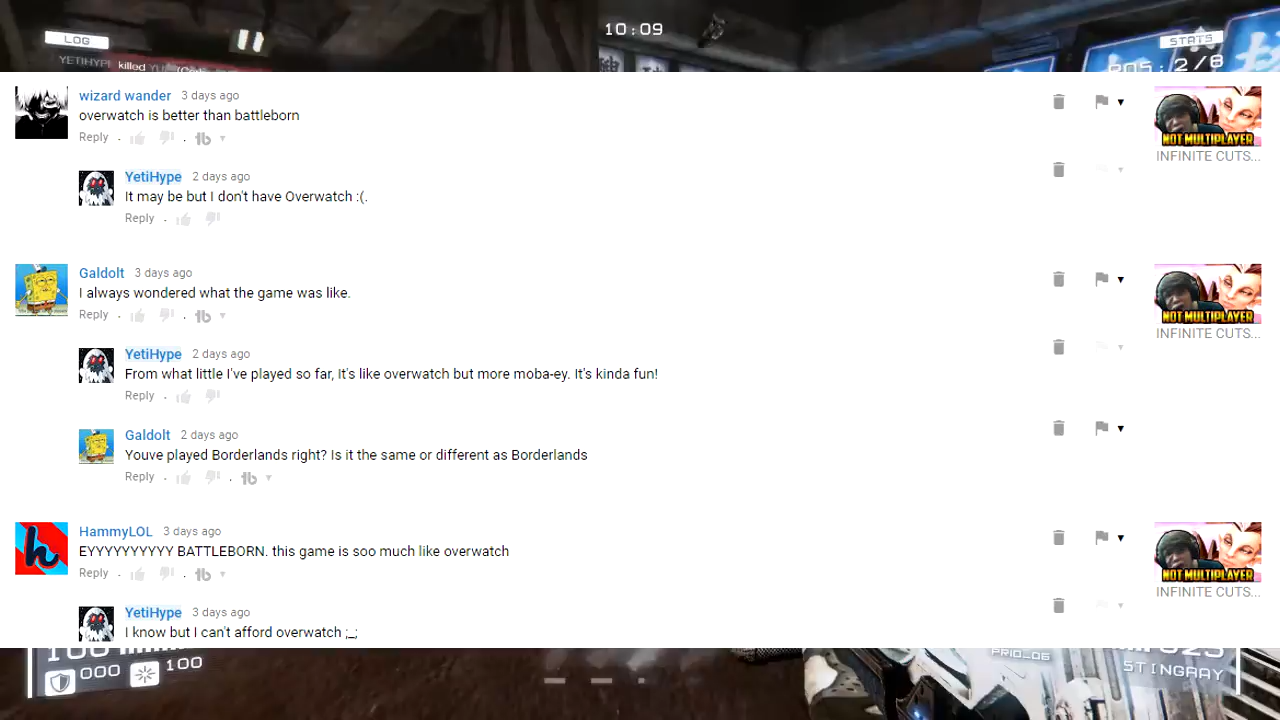 LOG
10:09
STATS
YETIHYPE killed
POS: 2/8
wizard wander 3 days ago
overwatch is better than battleborn
Reply
NOT MULTIPLAYER
INFINITE CUTS...
YetiHype 2 days ago
It may be but I don't have Overwatch :(.
Reply
Galdolt 3 days ago
I always wondered what the game was like.
Reply
NOT MULTIPLAYER
INFINITE CUTS...
YetiHype 2 days ago
From what little I've played so far, It's like overwatch but more moba-ey. It's kinda fun!
Reply
Galdolt 2 days ago
Youve played Borderlands right? Is it the same or different as Borderlands
Reply
HammyLOL 3 days ago
EYYYYYYYYYY BATTLEBORN. this game is soo much like overwatch
Reply
NOT MULTIPLAYER
INFINITE CUTS...
YetiHype 3 days ago
I know but I can't afford overwatch ;_;
100
000 100
PRIO_06
STINGRAY